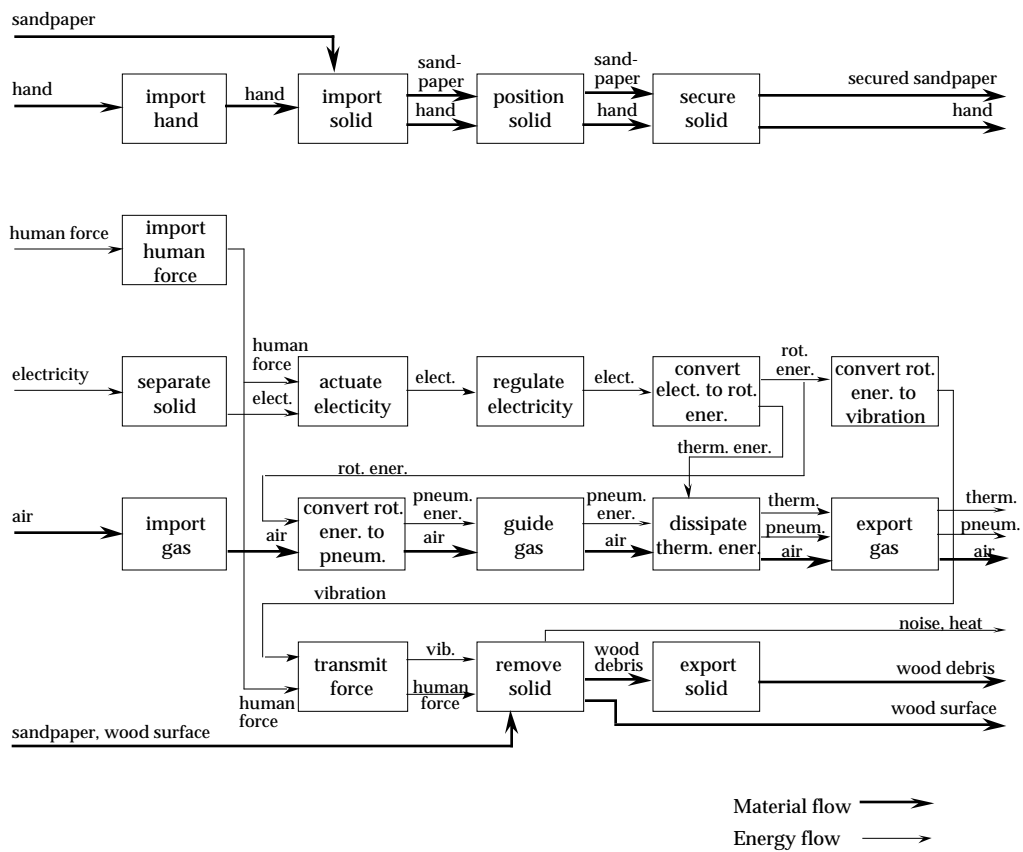 sandpaper
hand
import
hand
hand
import
solid
sand-
paper
hand
position
solid
sand-
paper
hand
secure
solid
secured sandpaper
hand
human force
import
human
force
electricity
separate
solid
human
force
elect.
actuate
electicity
elect.
regulate
electricity
elect.
convert
elect. to rot.
ener.
rot.
ener.
convert rot.
ener. to
vibration
therm. ener.
rot. ener.
air
import
gas
air
convert rot.
ener. to
pneum.
pneum.
ener.
air
guide
gas
pneum.
ener.
air
dissipate
therm. ener.
therm.
pneum.
air
export
gas
therm.
pneum.
air
vibration
human
force
transmit
force
vib.
human
force
remove
solid
noise, heat
wood
debris
export
solid
wood debris
wood surface
sandpaper, wood surface
Material flow
Energy flow